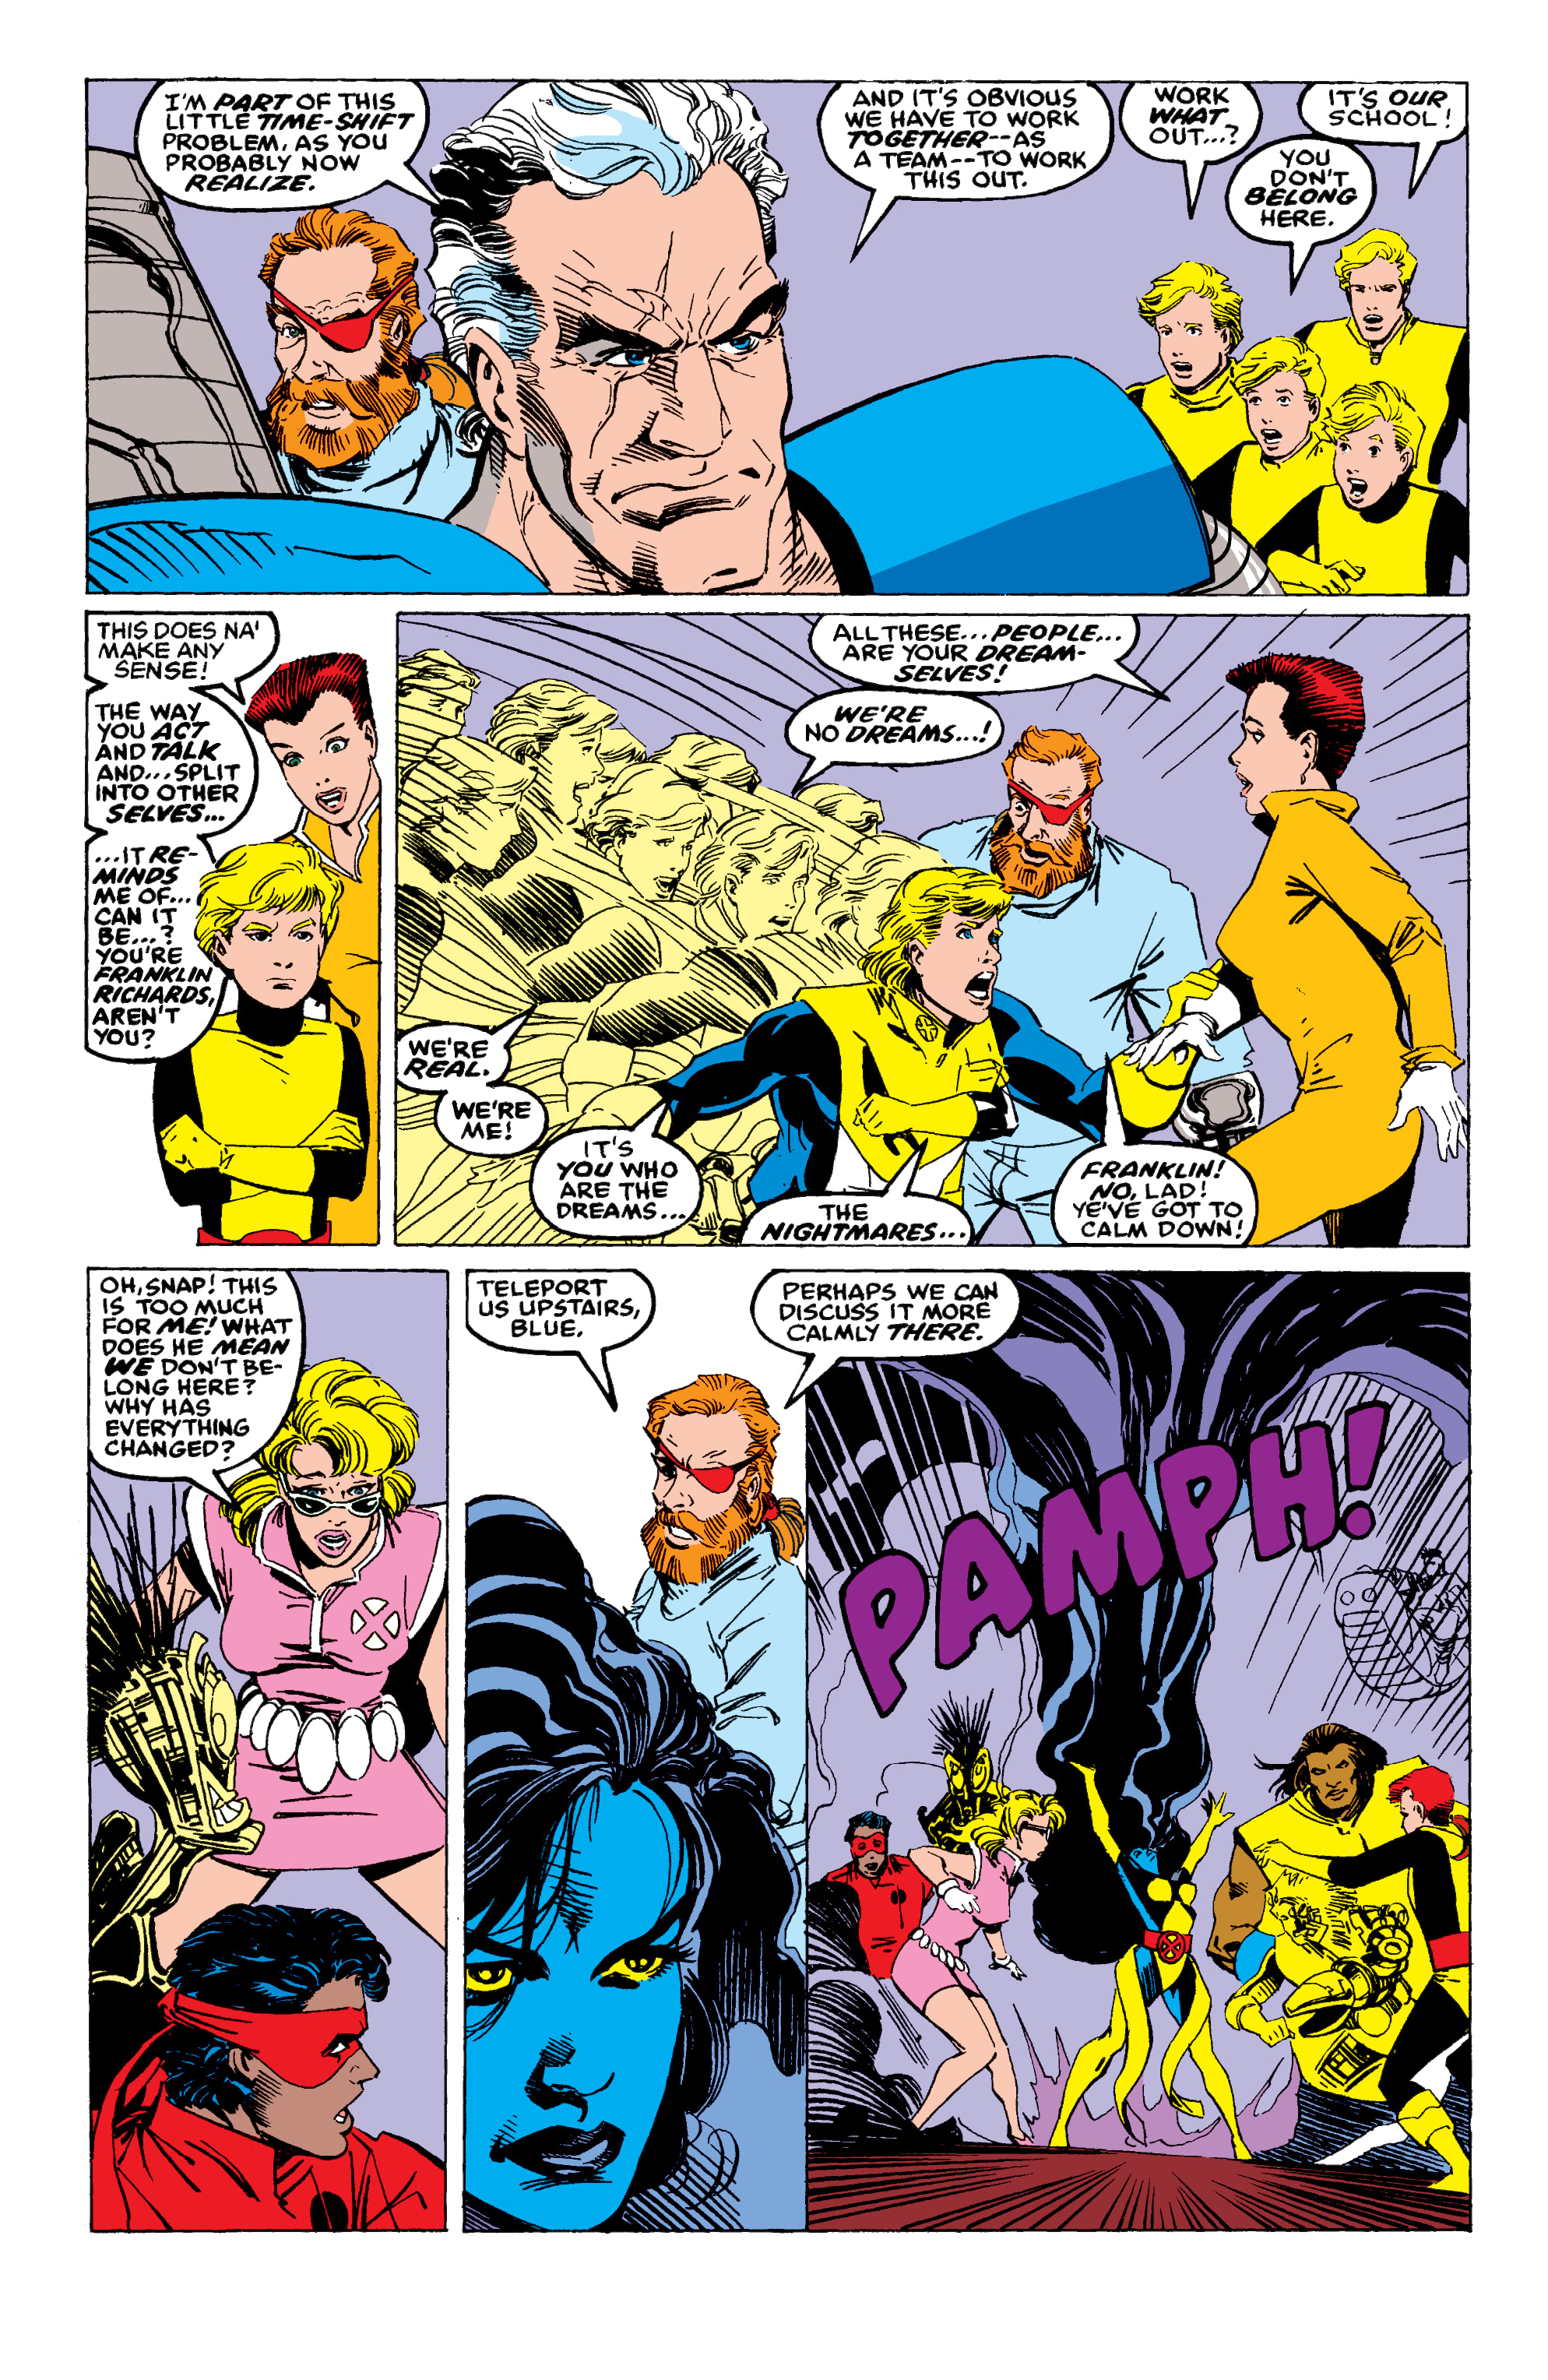 I'M PART OF THIS
LITTLE TIME-SHIFT
PROBLEM, AS YOU
PROBABLY NOW
REALIZE.
AND IT'S OBVIOUS
WE HAVE TO WORK
TOGETHER--AS
A TEAM--TO WORK
THIS OUT.
WORK
WHAT
OUT...?
YOU
DON'T
BELONG
HERE.
IT'S OUR
SCHOOL!
THIS DOES NA'
MAKE ANY
SENSE!
THE WAY
YOU ACT
AND TALK
AND... SPLIT
INTO OTHER
SELVES...
...IT RE-
MINDS
ME OF...
CAN IT
BE...?
YOU'RE
FRANKLIN
RICHARDS,
AREN'T
YOU?
ALL THESE... PEOPLE...
ARE YOUR DREAM-
SELVES!
WE'RE
NO DREAMS...!
WE'RE
REAL.
WE'RE
ME!
IT'S
YOU WHO
ARE THE
DREAMS...
THE
NIGHTMARES...
FRANKLIN!
NO, LAD!
YE'VE GOT TO
CALM DOWN!
OH, SNAP! THIS
IS TOO MUCH
FOR ME! WHAT
DOES HE MEAN
WE DON'T BE-
LONG HERE?
WHY HAS
EVERYTHING
CHANGED?
TELEPORT
US UPSTAIRS,
BLUE.
PERHAPS WE CAN
DISCUSS IT MORE
CALMLY THERE.
PAMPH!